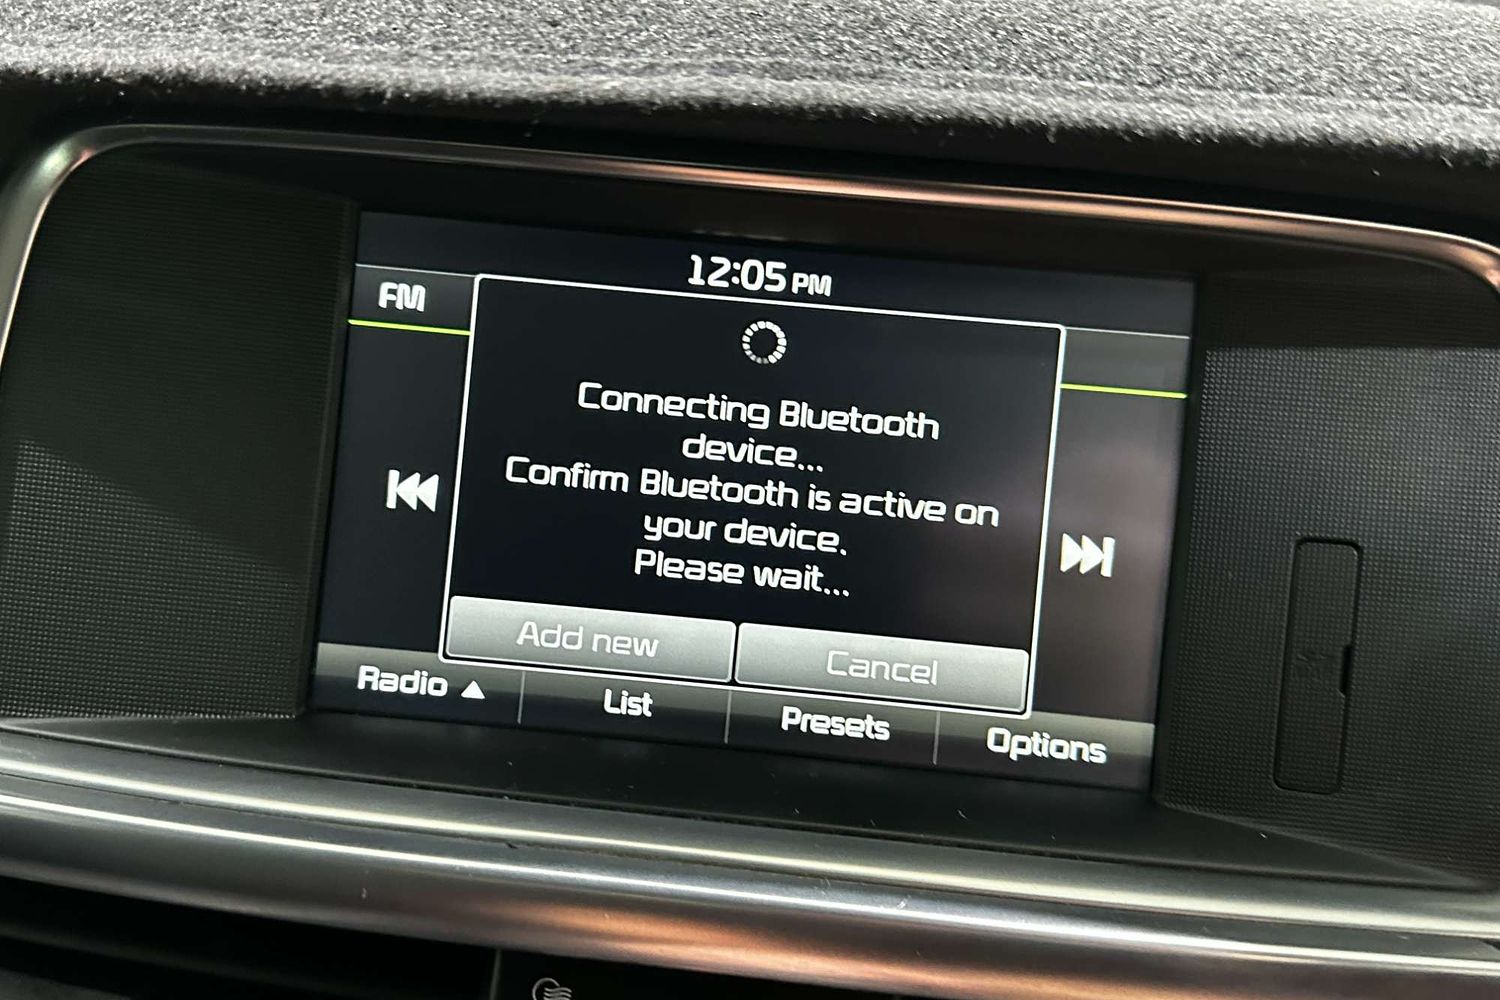 12:05 PM
FM
Connecting Bluetooth
device...
Confirm Bluetooth is active on
your device.
Please wait...
Add new
Cancel
Radio ▲
List
Presets
Options